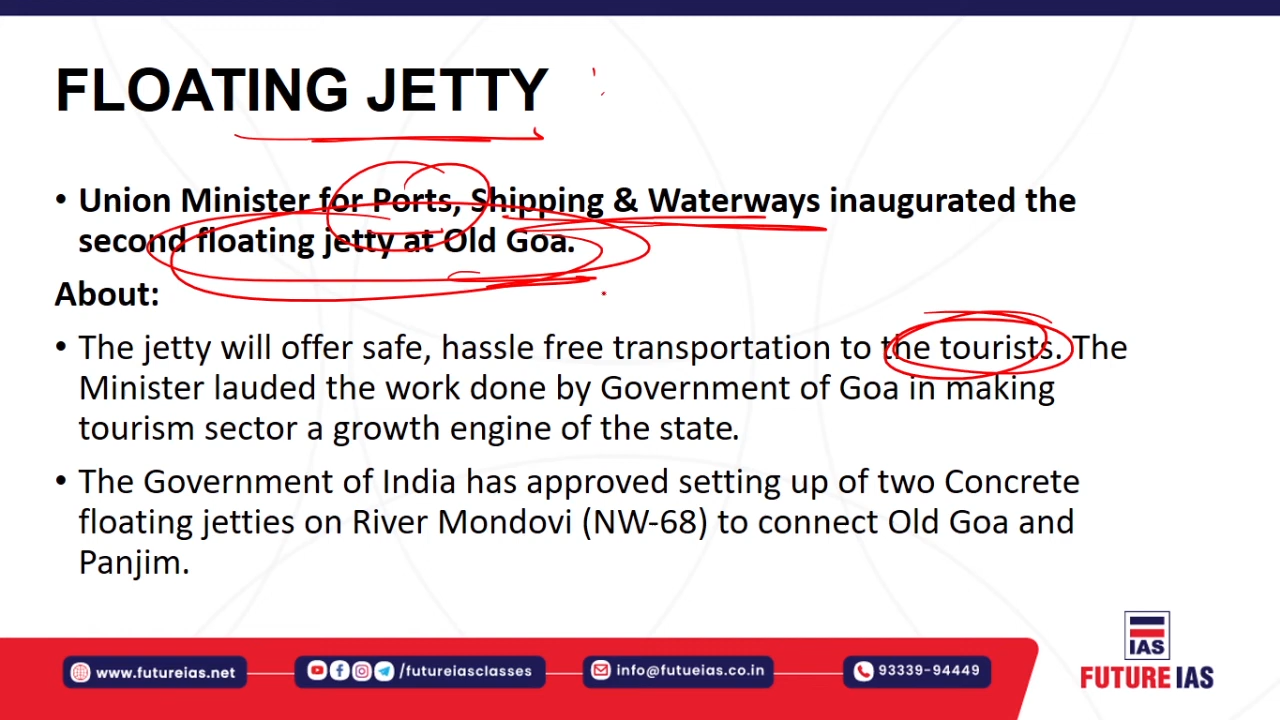 FLOATING JETTY
• Union Minister for Ports, Shipping & Waterways inaugurated the
second floating jetty at Old Goa.
About:
• The jetty will offer safe, hassle free transportation to the tourists. The
Minister lauded the work done by Government of Goa in making
tourism sector a growth engine of the state.
• The Government of India has approved setting up of two Concrete
floating jetties on River Mondovi (NW-68) to connect Old Goa and
Panjim.
www.futureias.net
/futureiasclasses
info@futueias.co.in
93339-94449
IAS
FUTURE IAS